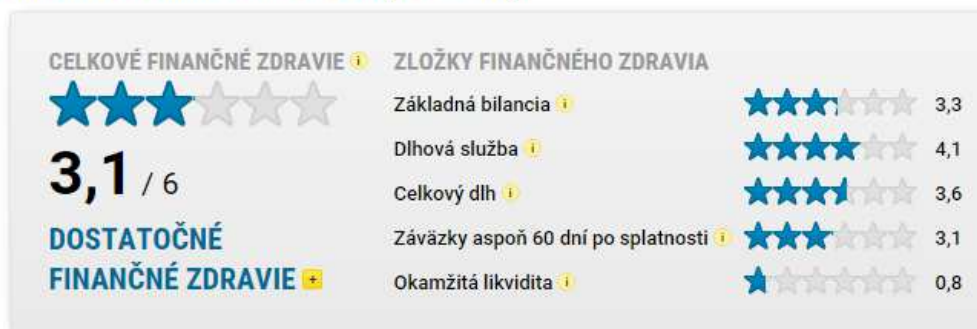 CELKOVÉ FINANČNÉ ZDRAVIE i
3,1 / 6
DOSTATOČNÉ
FINANČNÉ ZDRAVIE +
ZLOŽKY FINANČNÉHO ZDRAVIA
Základná bilancia i 3,3
Dlhová služba i 4,1
Celkový dlh i 3,6
Záväzky aspoň 60 dní po splatnosti i 3,1
Okamžitá likvidita i 0,8